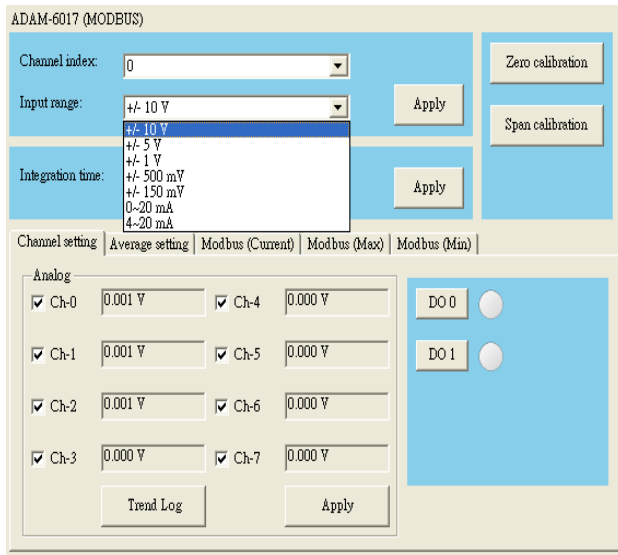 ADAM-6017 (MODBUS)
Channel index: 0
Input range: +/- 10 V
Apply
+/- 10 V
+/- 5 V
+/- 1 V
+/- 500 mV
+/- 150 mV
0~20 mA
4~20 mA
Integration time:
Apply
Zero calibration
Span calibration
Channel setting Average setting Modbus (Current) Modbus (Max) Modbus (Min)
Analog
Ch-0 0.001 V Ch-4 0.000 V
Ch-1 0.001 V Ch-5 0.000 V
Ch-2 0.001 V Ch-6 0.000 V
Ch-3 0.000 V Ch-7 0.000 V
Trend Log Apply
DO 0
DO 1